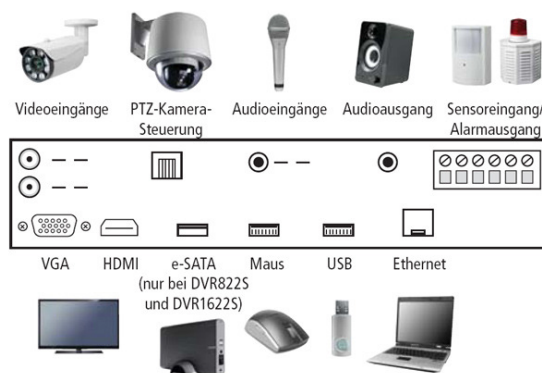 Videoeingänge PTZ-Kamera- Audioeingänge Audioausgang Sensoreingang/
Steuerung Alarmausgang
VGA HDMI e-SATA Maus USB Ethernet
(nur bei DVR822S
und DVR1622S)